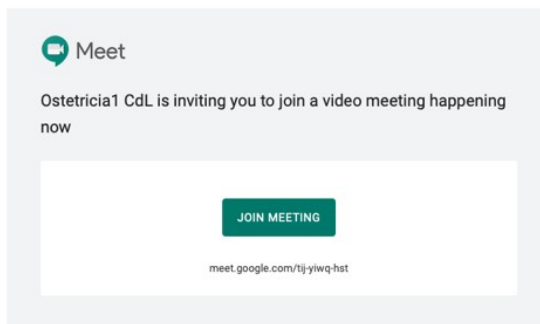 Meet
Ostetricia1 CdL is inviting you to join a video meeting happening
now
JOIN MEETING
meet.google.com/tij-yiwq-hst